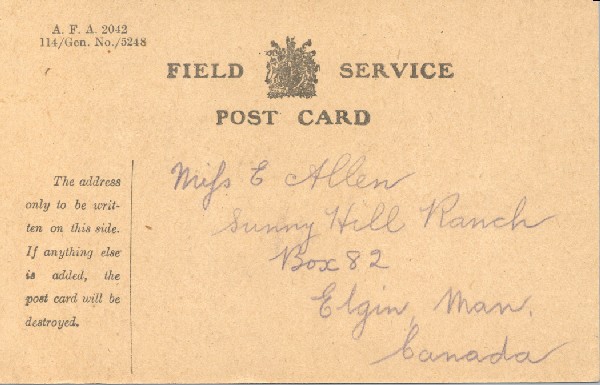 A. F. A. 2042
114/Gen. No./5248
FIELD SERVICE
POST CARD
The address
only to be writ-
ten on this side.
If anything else
is added, the
post card will be
destroyed.
Miss E Allen
Sunny Hill Ranch
Box 82
Elgin, Man.
Canada